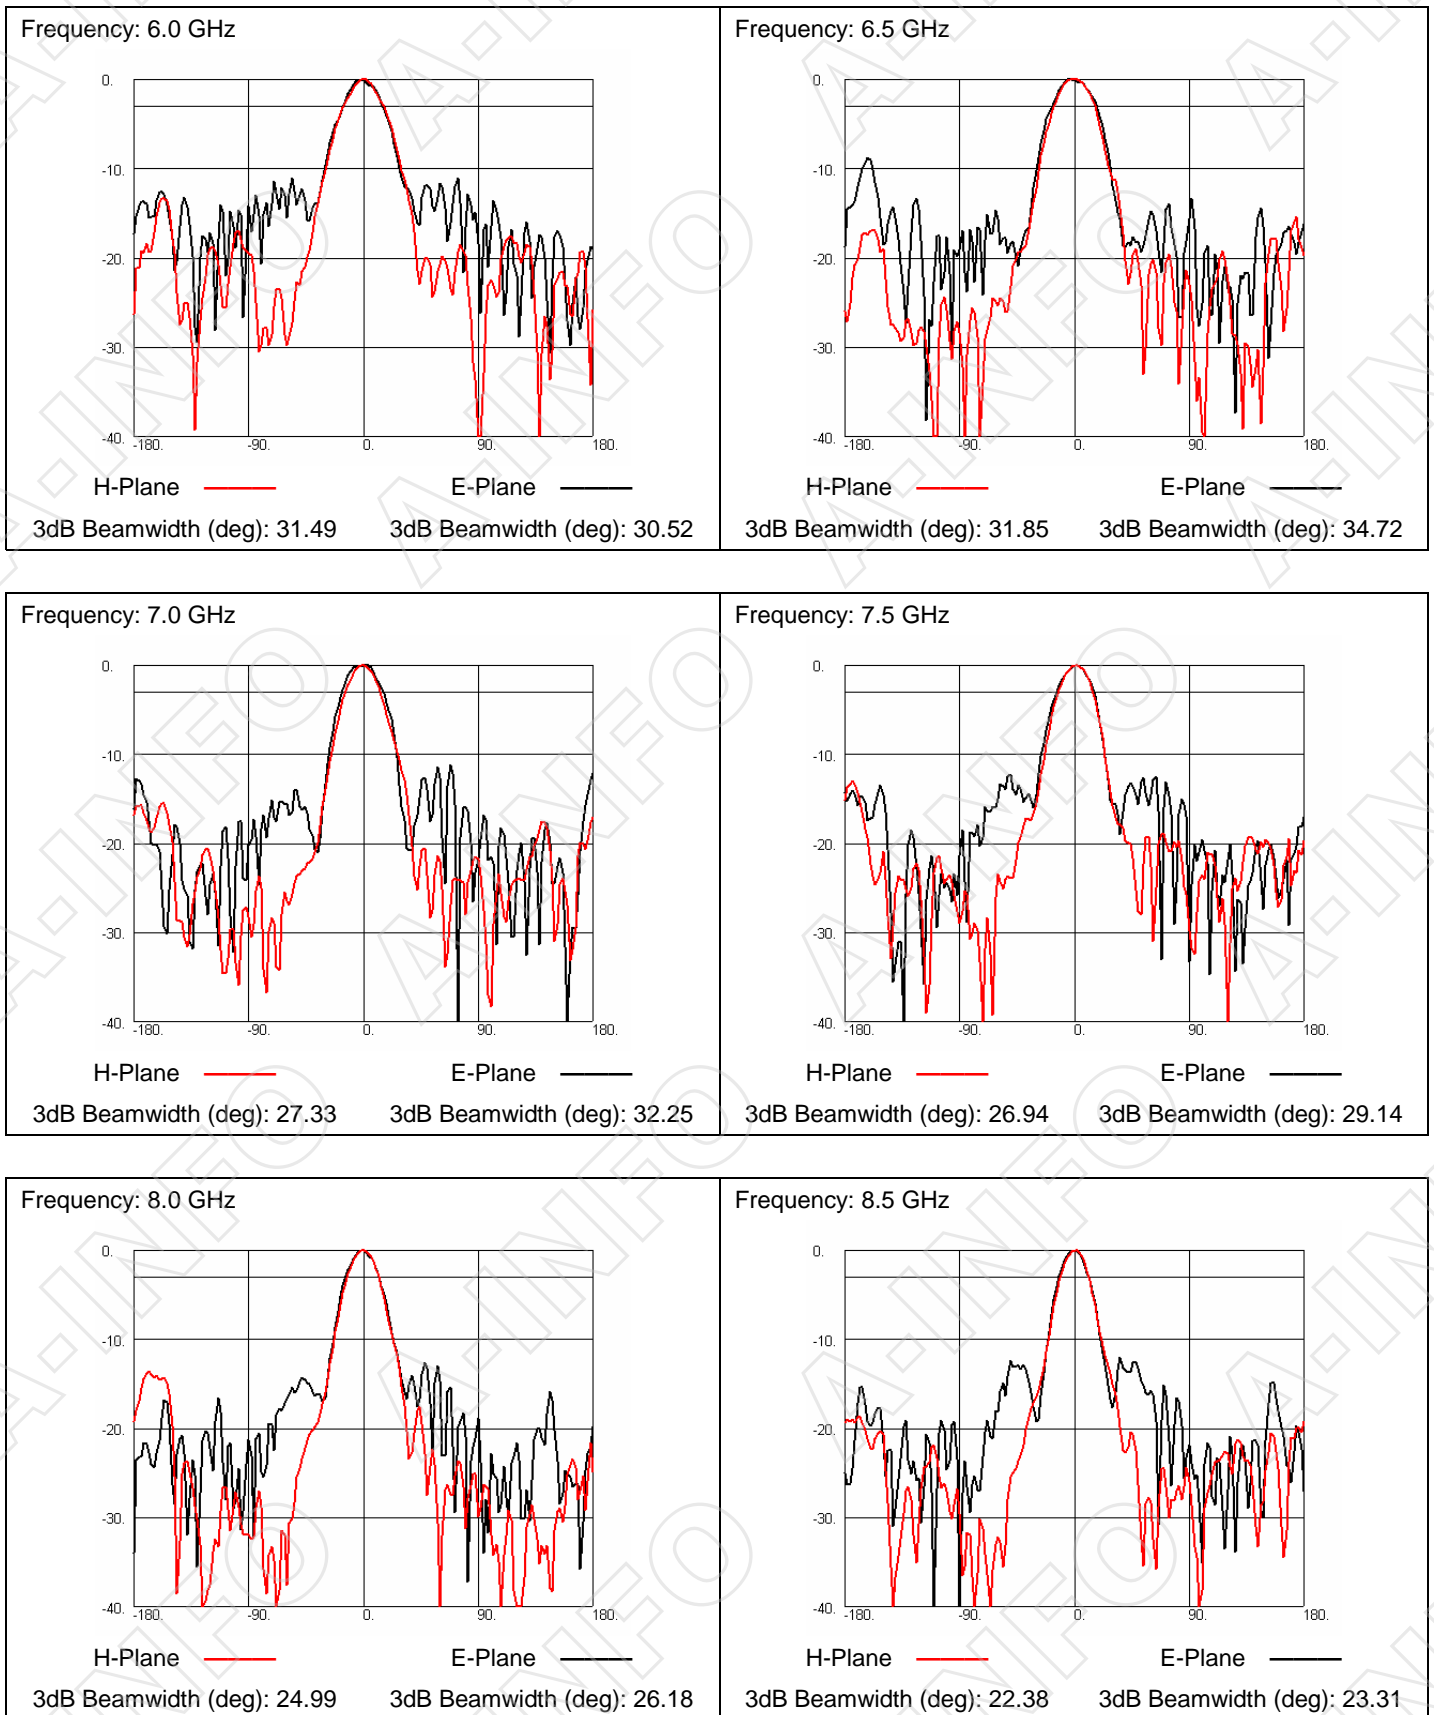 Frequency: 6.0 GHz
0.
-10.
-20.
-30.
-40.
-180.
-90.
0.
90.
180.
H-Plane
E-Plane
3dB Beamwidth (deg): 31.49
3dB Beamwidth (deg): 30.52
Frequency: 6.5 GHz
0.
-10.
-20.
-30.
-40.
-180.
-90.
0.
90.
180.
H-Plane
E-Plane
3dB Beamwidth (deg): 31.85
3dB Beamwidth (deg): 34.72
Frequency: 7.0 GHz
0.
-10.
-20.
-30.
-40.
-180.
-90.
0.
90.
180.
H-Plane
E-Plane
3dB Beamwidth (deg): 27.33
3dB Beamwidth (deg): 32.25
Frequency: 7.5 GHz
0.
-10.
-20.
-30.
-40.
-180.
-90.
0.
90.
180.
H-Plane
E-Plane
3dB Beamwidth (deg): 26.94
3dB Beamwidth (deg): 29.14
Frequency: 8.0 GHz
0.
-10.
-20.
-30.
-40.
-180.
-90.
0.
90.
180.
H-Plane
E-Plane
3dB Beamwidth (deg): 24.99
3dB Beamwidth (deg): 26.18
Frequency: 8.5 GHz
0.
-10.
-20.
-30.
-40.
-180.
-90.
0.
90.
180.
H-Plane
E-Plane
3dB Beamwidth (deg): 22.38
3dB Beamwidth (deg): 23.31
A-INFO